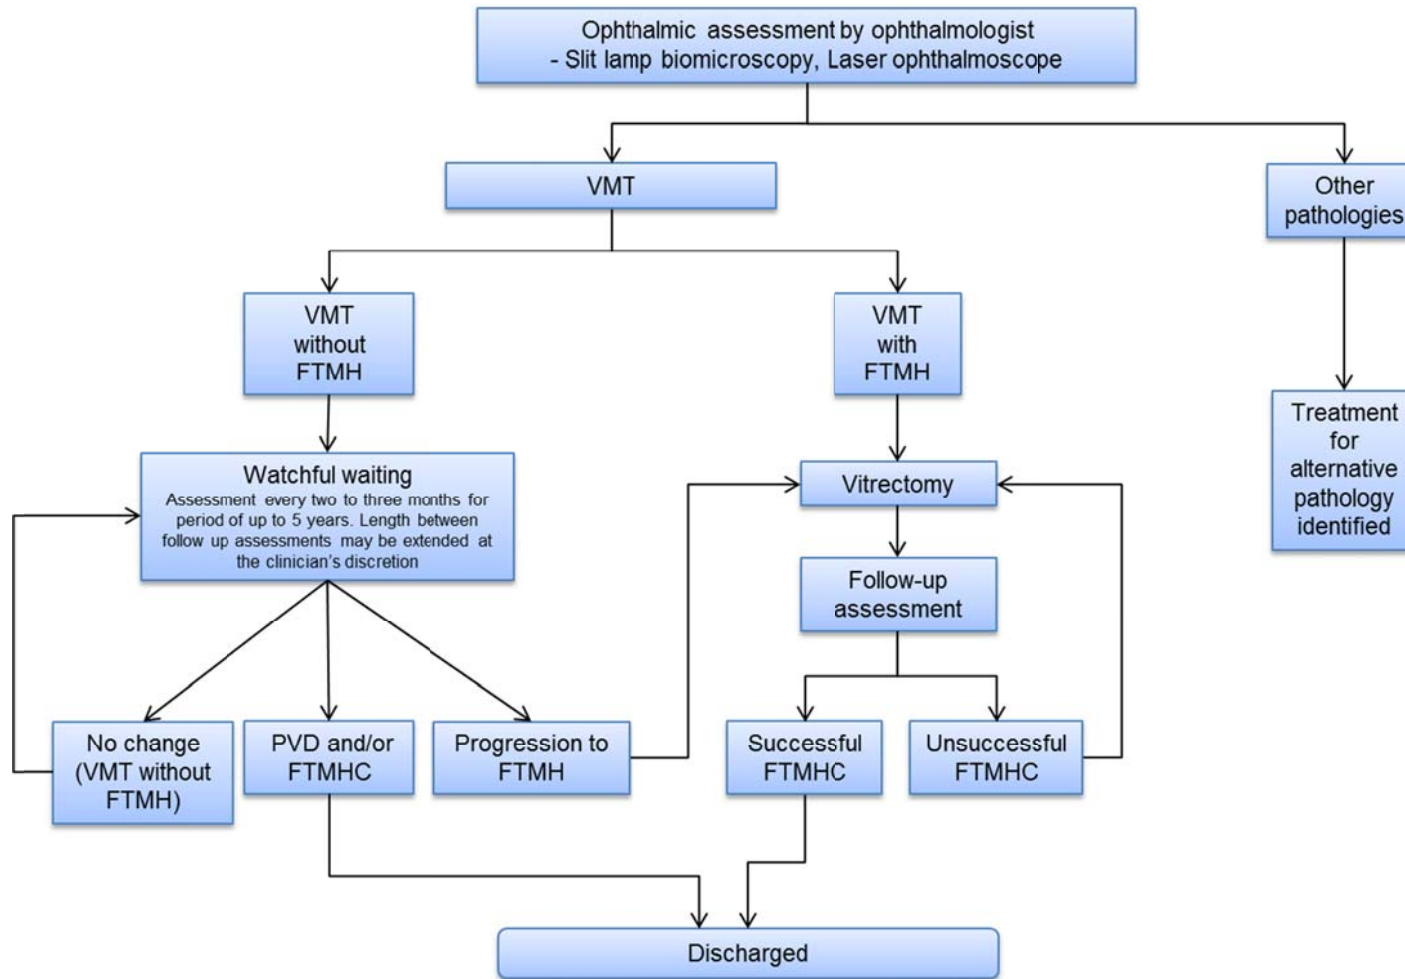 Ophthalmic assessment by ophthalmologist
- Slit lamp biomicroscopy, Laser ophthalmoscope
VMT
Other
pathologies
VMT
without
FTMH
VMT
with
FTMH
Treatment
for
alternative
pathology
identified
Watchful waiting
Assessment every two to three months for
period of up to 5 years. Length between
follow up assessments may be extended at
the clinician's discretion
Vitrectomy
Follow-up
assessment
No change
(VMT without
FTMH)
PVD and/or
FTMHC
Progression to
FTMH
Successful
FTMHC
Unsuccessful
FTMHC
Discharged